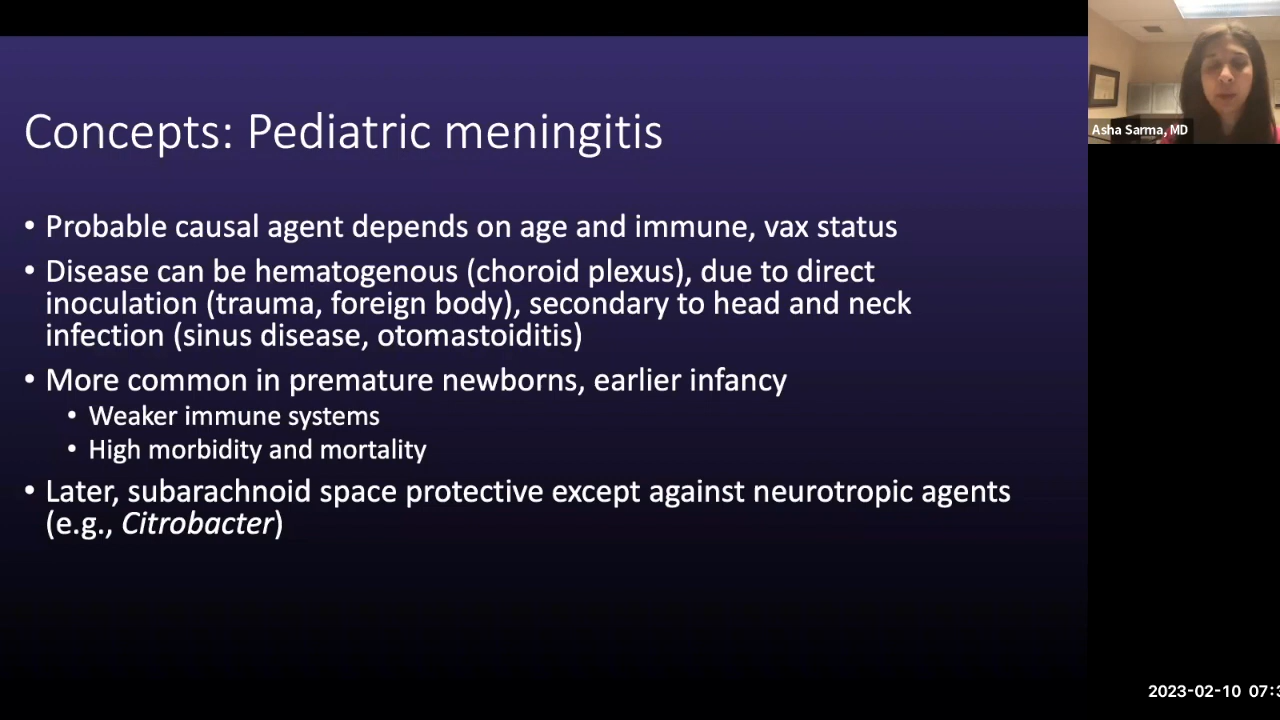 Concepts: Pediatric meningitis
• Probable causal agent depends on age and immune, vax status
• Disease can be hematogenous (choroid plexus), due to direct
inoculation (trauma, foreign body), secondary to head and neck
infection (sinus disease, otomastoiditis)
• More common in premature newborns, earlier infancy
• Weaker immune systems
• High morbidity and mortality
• Later, subarachnoid space protective except against neurotropic agents
(e.g., Citrobacter)
Asha Sarma, MD
2023-02-10 07:3